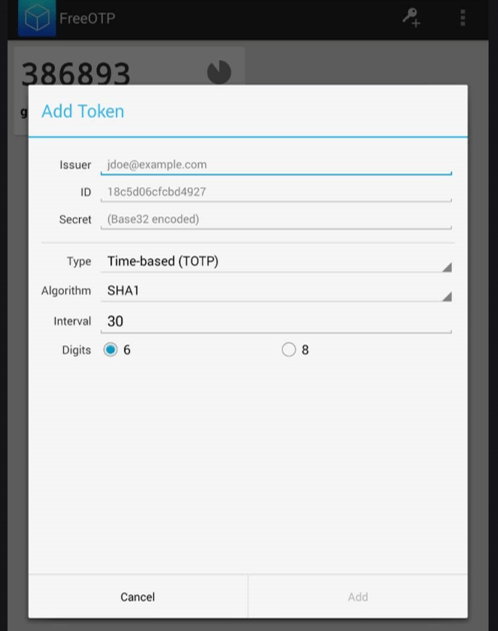 FreeOTP
386893
g
Add Token
Issuer jdoe@example.com
ID 18c5d06cfcbd4927
Secret (Base32 encoded)
Type Time-based (TOTP)
Algorithm SHA1
Interval 30
Digits 6 8
Cancel Add